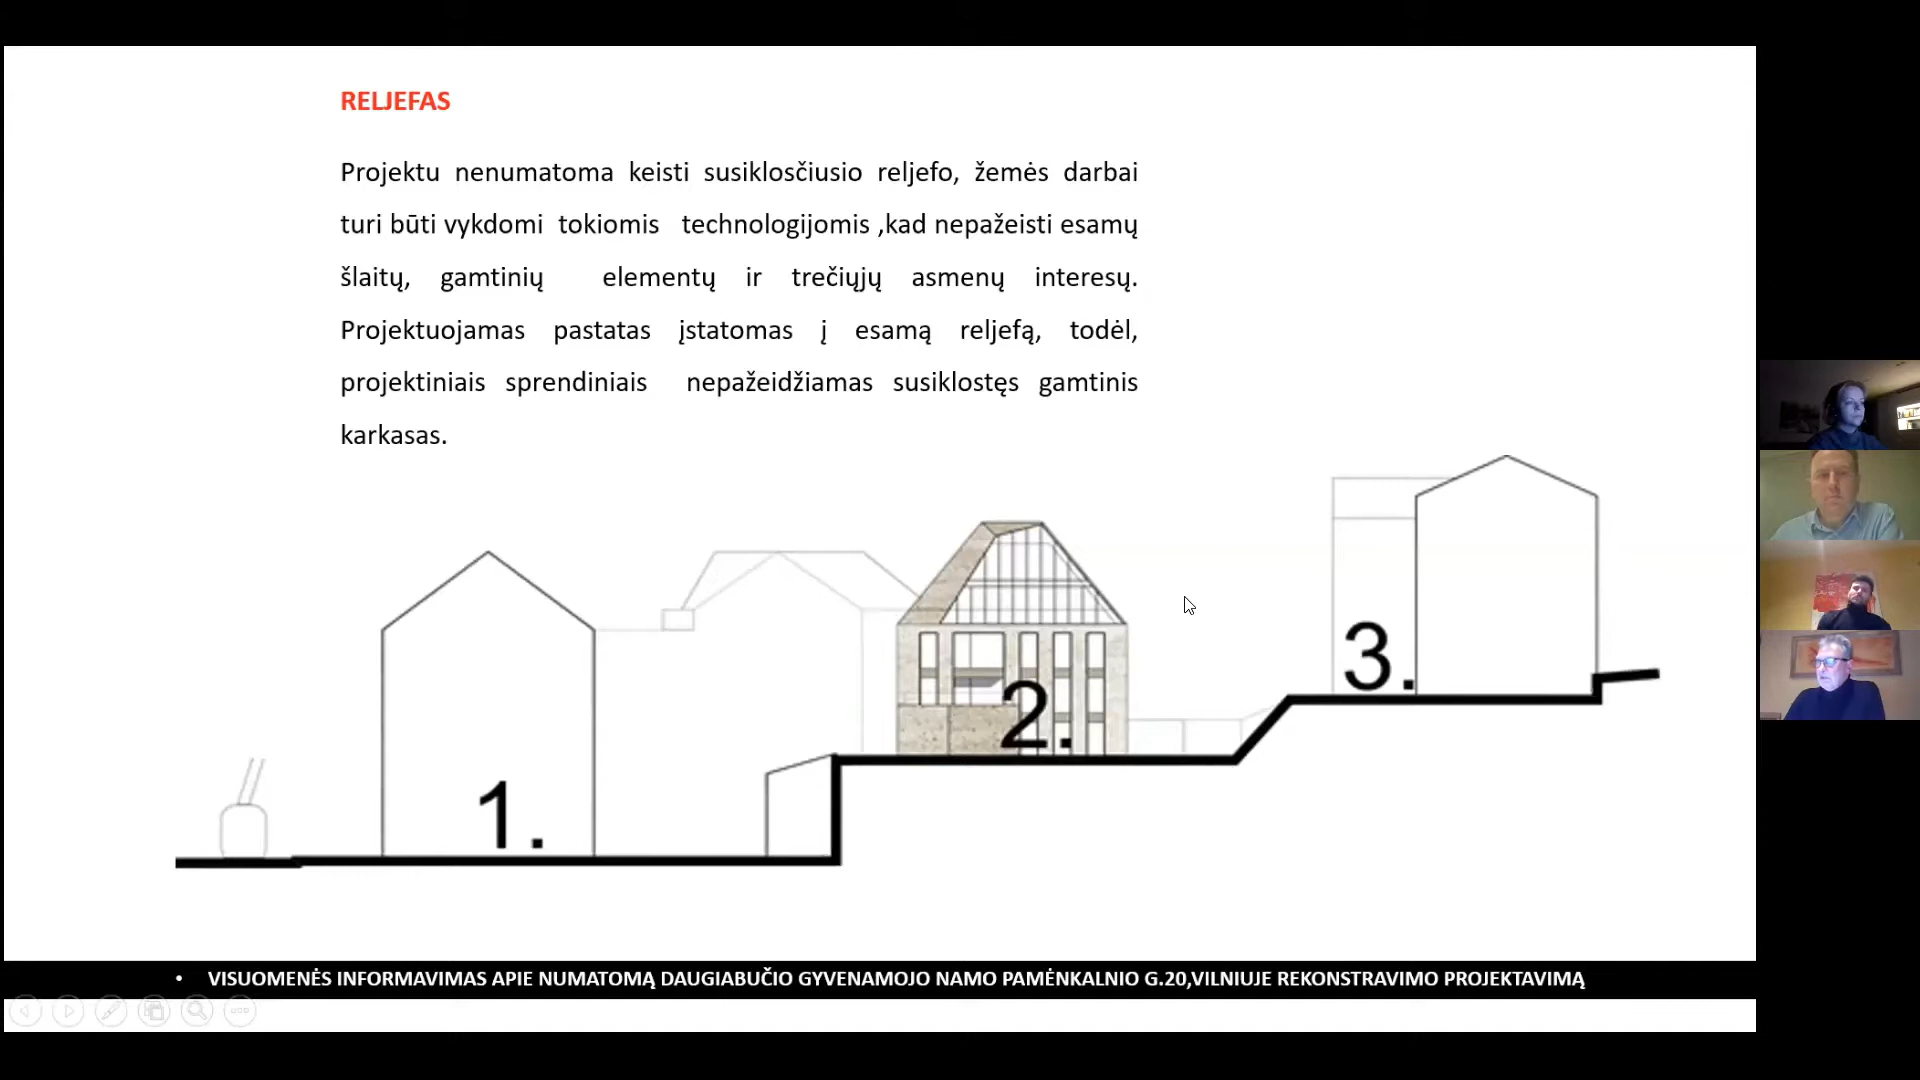 RELJEFAS
Projektu nenumatoma keisti susiklosčiusio reljefo, žemės darbai
turi būti vykdomi tokiomis technologijomis ,kad nepažeisti esamų
šlaitų, gamtinių elementų ir trečiųjų asmenų interesų.
Projektuojamas pastatas įstatomas į esamą reljefą, todėl,
projektiniais sprendiniais nepažeidžiamas susiklostęs gamtinis
karkasas.
1.
2.
3.
• VISUOMENĖS INFORMAVIMAS APIE NUMATOMĄ DAUGIABUČIO GYVENAMOJO NAMO PAMĖNKALNIO G.20,VILNIUJE REKONSTRAVIMO PROJEKTAVIMĄ